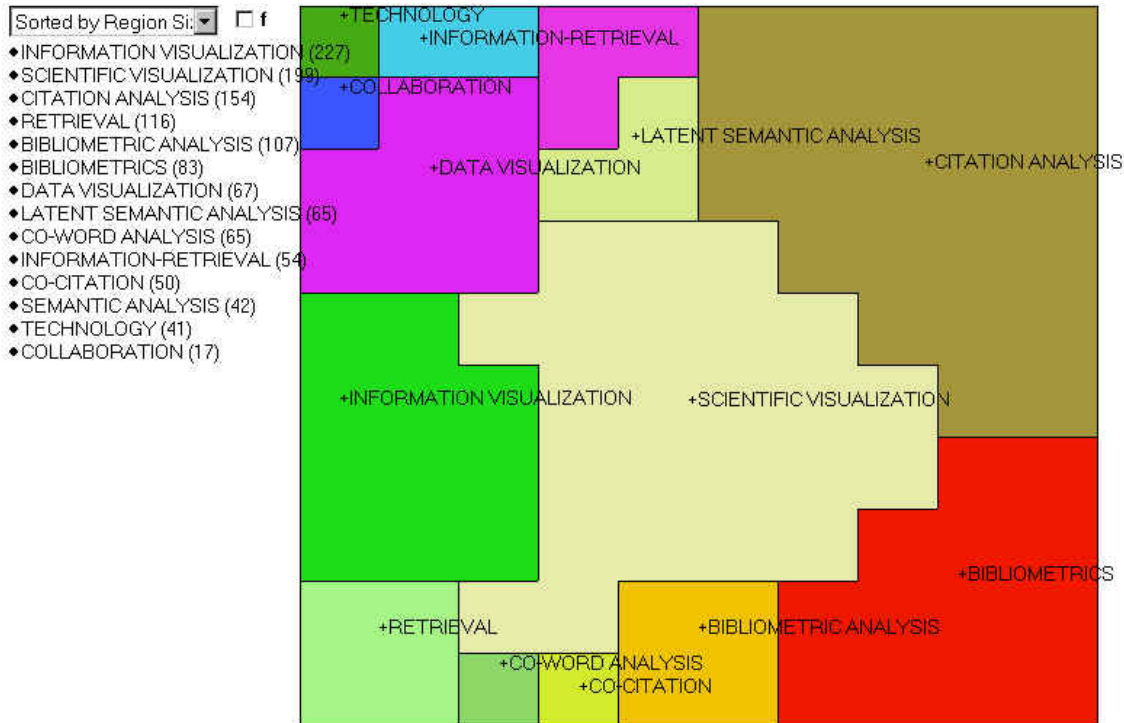 Sorted by Region Si:
f
INFORMATION VISUALIZATION (227)
SCIENTIFIC VISUALIZATION (199)
CITATION ANALYSIS (154)
RETRIEVAL (116)
BIBLIOMETRIC ANALYSIS (107)
BIBLIOMETRICS (83)
DATA VISUALIZATION (67)
LATENT SEMANTIC ANALYSIS (65)
CO-WORD ANALYSIS (65)
INFORMATION-RETRIEVAL (54)
CO-CITATION (50)
SEMANTIC ANALYSIS (42)
TECHNOLOGY (41)
COLLABORATION (17)
+TECHNOLOGY
+INFORMATION-RETRIEVAL
+COLLABORATION
+LATENT SEMANTIC ANALYSIS
+CITATION ANALYSIS
+DATA VISUALIZATION
+INFORMATION VISUALIZATION
+SCIENTIFIC VISUALIZATION
+BIBLIOMETRICS
+RETRIEVAL
+BIBLIOMETRIC ANALYSIS
+CO-WORD ANALYSIS
+CO-CITATION